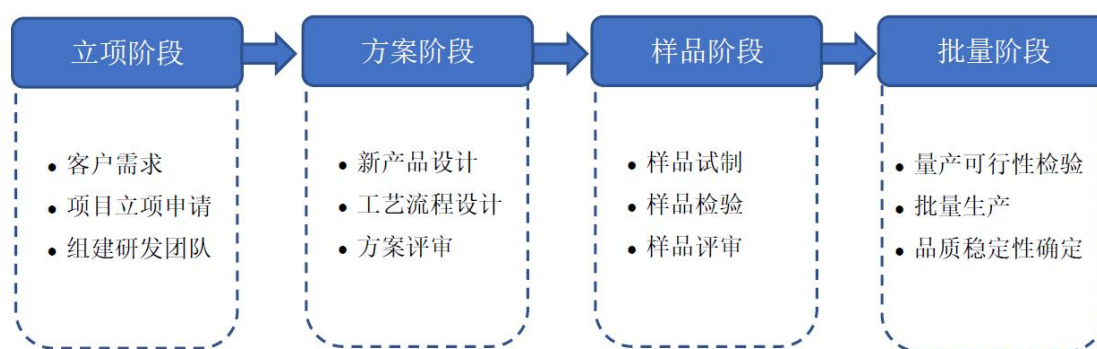 立项阶段
客户需求
项目立项申请
组建研发团队
方案阶段
新产品设计
工艺流程设计
方案评审
样品阶段
样品试制
样品检验
样品评审
批量阶段
量产可行性检验
批量生产
品质稳定性确定